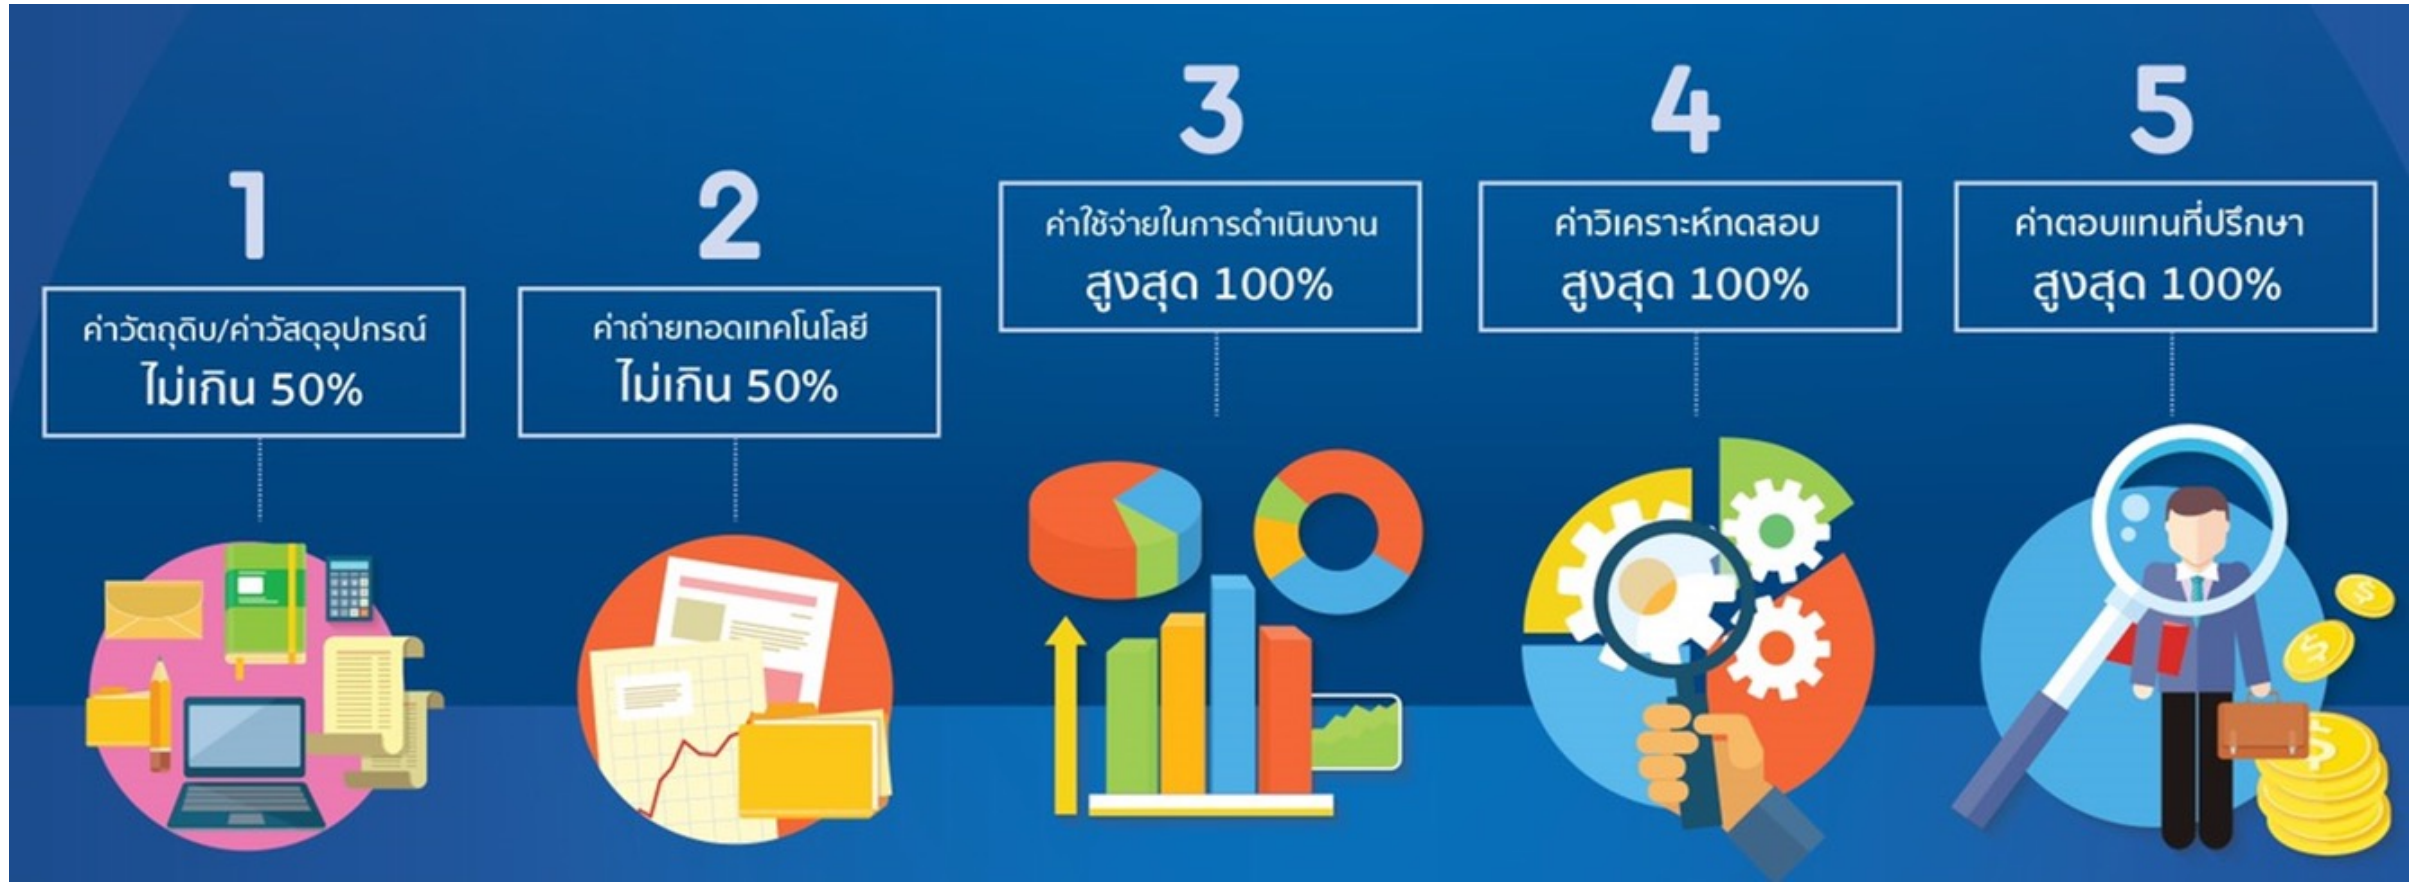 1
ค่าวัตถุดิบ/ค่าวัสดุอุปกรณ์
ไม่เกิน 50%
2
ค่าถ่ายทอดเทคโนโลยี
ไม่เกิน 50%
3
ค่าใช้จ่ายในการดำเนินงาน
สูงสุด 100%
4
ค่าวิเคราะห์ทดสอบ
สูงสุด 100%
5
ค่าตอบแทนที่ปรึกษา
สูงสุด 100%